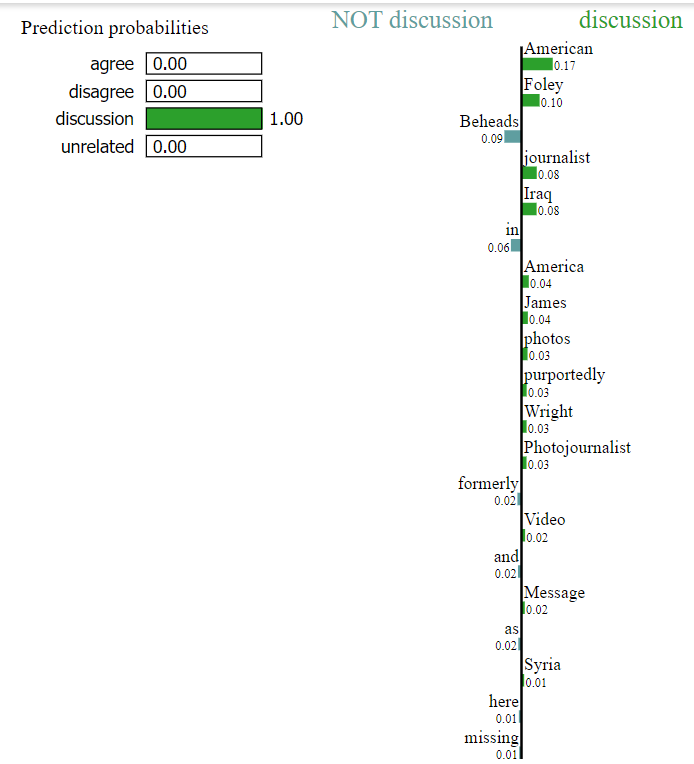 Prediction probabilities
agree 0.00
disagree 0.00
discussion 1.00
unrelated 0.00
NOT discussion discussion
American
0.17
Foley
0.10
Beheads
0.09
journalist
0.08
Iraq
0.08
in
0.06
America
0.04
James
0.04
photos
0.03
purportedly
0.03
Wright
0.03
Photojournalist
0.03
formerly
0.02
Video
0.02
and
0.02
Message
0.02
as
0.02
Syria
0.01
here
0.01
missing
0.01